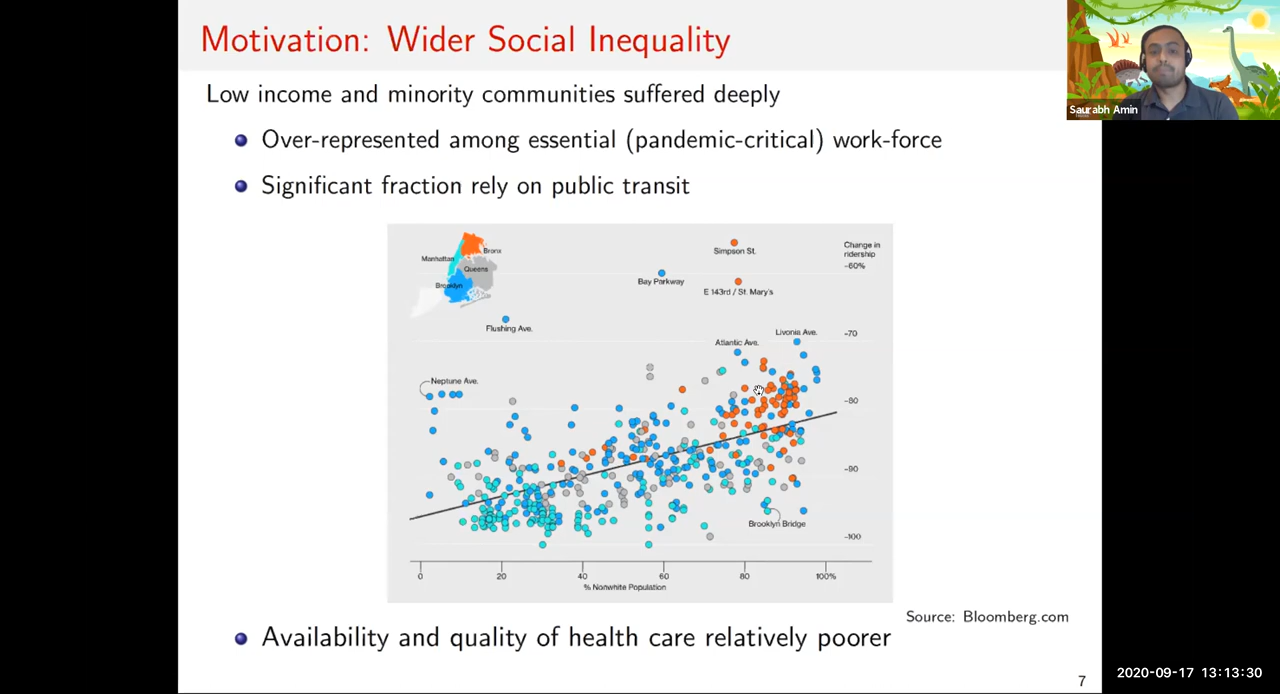 Motivation: Wider Social Inequality
Saurabh Amin
Low income and minority communities suffered deeply
Over-represented among essential (pandemic-critical) work-force
Significant fraction rely on public transit
Bronx
Manhattan
Queens
Brooklyn
Simpson St.
Change in
ridership
-60%
Bay Parkway
E 143rd / St. Mary's
Flushing Ave.
Livonia Ave.
-70
Atlantic Ave.
Neptune Ave.
-80
-90
Brooklyn Bridge
-100
0 20 40 60 80 100%
% Nonwhite Population
Source: Bloomberg.com
Availability and quality of health care relatively poorer
7
2020-09-17 13:13:30